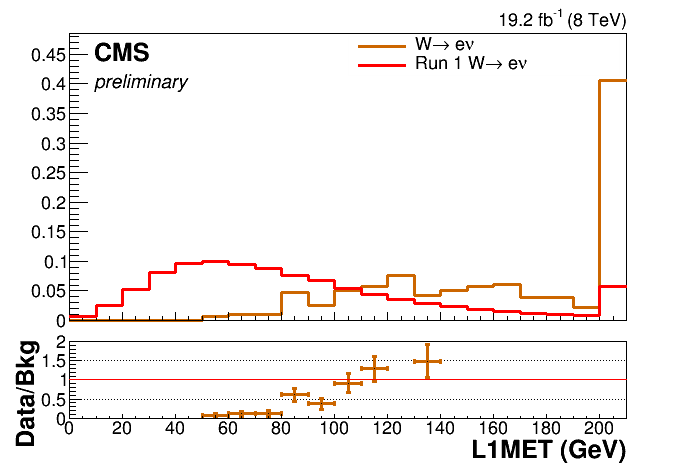 19.2 fb⁻¹ (8 TeV)
CMS
preliminary
W→ eν
Run 1 W→ eν
0.45
0.4
0.35
0.3
0.25
0.2
0.15
0.1
0.05
0
Data/Bkg
2
1.5
1
0.5
0
0 20 40 60 80 100 120 140 160 180 200
L1MET (GeV)